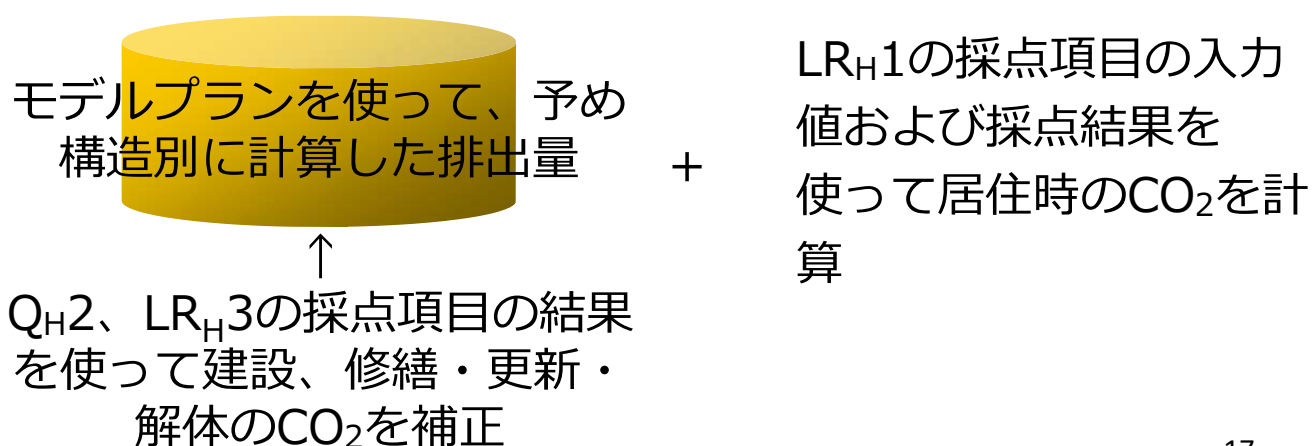 モデルプランを使って、予め
構造別に計算した排出量
+
LRH1の採点項目の入力
値および採点結果を
使って居住時のCO2を計
算
↑
QH2、LRH3の採点項目の結果
を使って建設、修繕・更新・
解体のCO2を補正
17